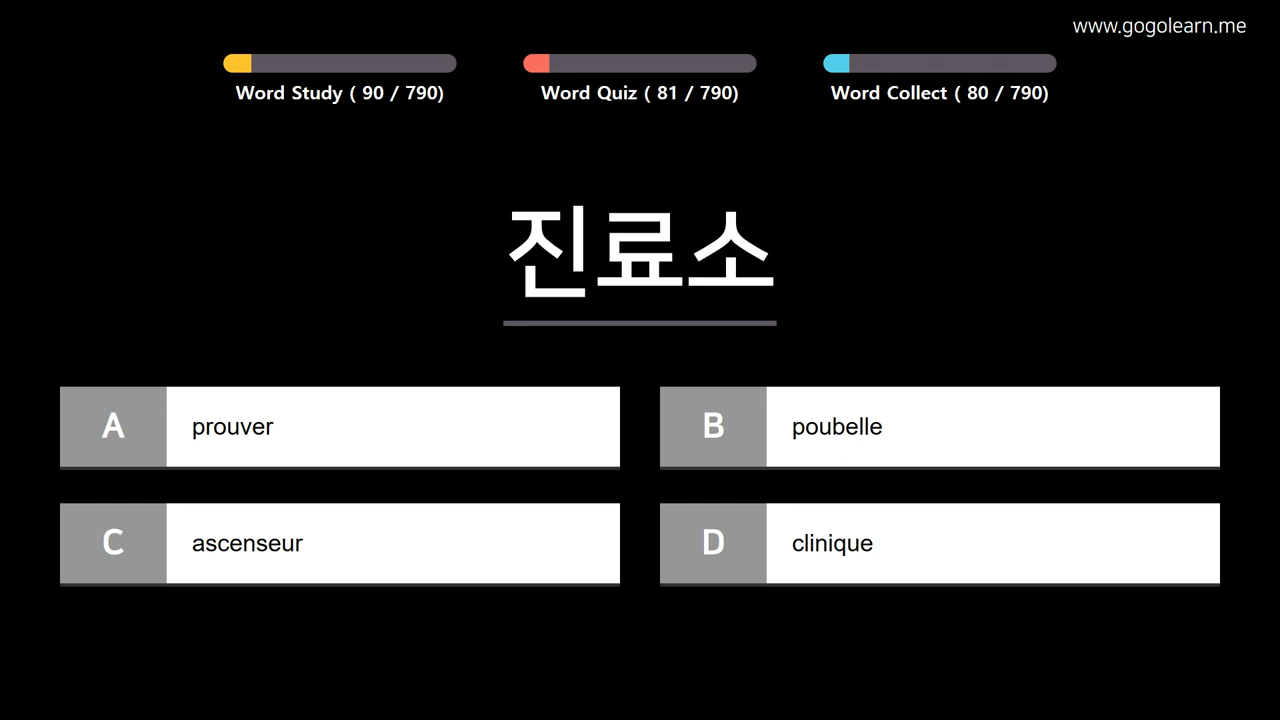 www.gogolearn.me
Word Study ( 90 / 790)
Word Quiz ( 81 / 790)
Word Collect ( 80 / 790)
진료소
A prouver
B poubelle
C ascenseur
D clinique